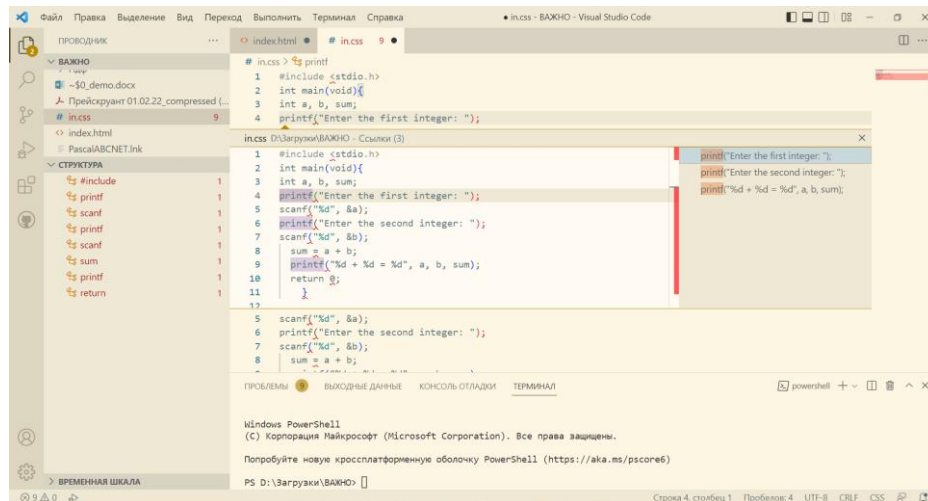 Файл Правка Выделение Вид Переход Выполнить Терминал Справка
● in.css - ВАЖНО - Visual Studio Code
ПРОВОДНИК
ВАЖНО
~$0_demo.docx
Прейскруант 01.02.22_compressed (...
# in.css 9
index.html
PascalABCNET.lnk
СТРУКТУРА
#include 1
printf 1
scanf 1
printf 1
scanf 1
sum 1
printf 1
return 1
ВРЕМЕННАЯ ШКАЛА
index.html ●
# in.css 9 ●
# in.css > printf
1 #include <stdio.h>
2 int main(void){
3 int a, b, sum;
4 printf("Enter the first integer: ");
in.css D:\Загрузки\ВАЖНО - Ссылки (3)
1 #include <stdio.h>
2 int main(void){
3 int a, b, sum;
4 printf("Enter the first integer: ");
5 scanf("%d", &a);
6 printf("Enter the second integer: ");
7 scanf("%d", &b);
8 sum = a + b;
9 printf("%d + %d = %d", a, b, sum);
10 return 0;
11 }
12
printf("Enter the first integer: ");
printf("Enter the second integer: ");
printf("%d + %d = %d", a, b, sum);
5 scanf("%d", &a);
6 printf("Enter the second integer: ");
7 scanf("%d", &b);
8 sum = a + b;
ПРОБЛЕМЫ 9 ВЫХОДНЫЕ ДАННЫЕ КОНСОЛЬ ОТЛАДКИ ТЕРМИНАЛ
powershell
Windows PowerShell
(C) Корпорация Майкрософт (Microsoft Corporation). Все права защищены.
Попробуйте новую кроссплатформенную оболочку PowerShell (https://aka.ms/pscore6)
PS D:\Загрузки\ВАЖНО>
9 0
Строка 4, столбец 1 Пробелов: 4 UTF-8 CRLF CSS